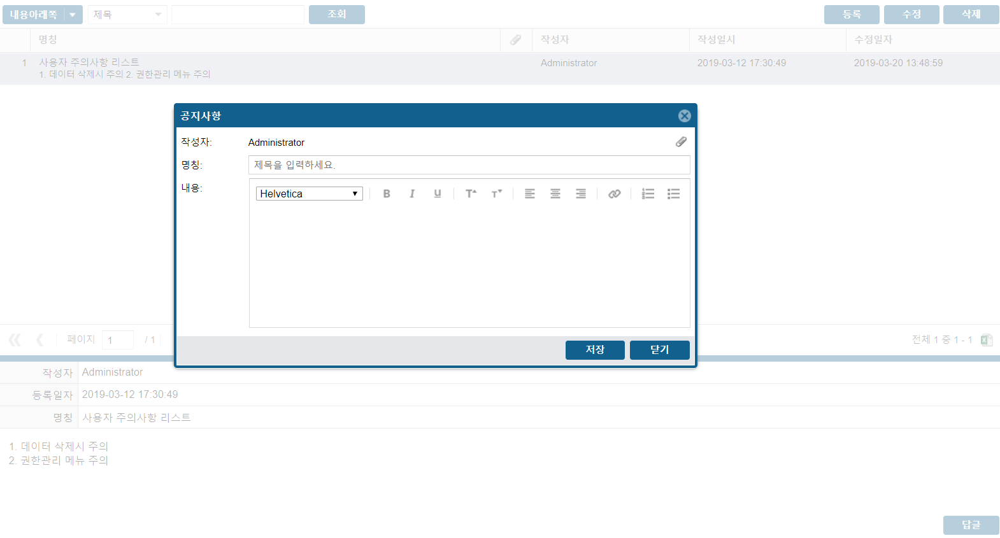 내용아래쪽 제목 조회 등록 수정 삭제
명칭 작성자 작성일시 수정일자
1 사용자 주의사항 리스트 Administrator 2019-03-12 17:30:49 2019-03-20 13:48:59
1. 데이터 삭제시 주의 2. 권한관리 메뉴 주의
공지사항
작성자: Administrator
명칭: 제목을 입력하세요.
내용:
Helvetica B I U T T
저장 닫기
페이지 1 / 1 전체 1 중 1 - 1
작성자 Administrator
등록일자 2019-03-12 17:30:49
명칭 사용자 주의사항 리스트
1. 데이터 삭제시 주의
2. 권한관리 메뉴 주의
답글